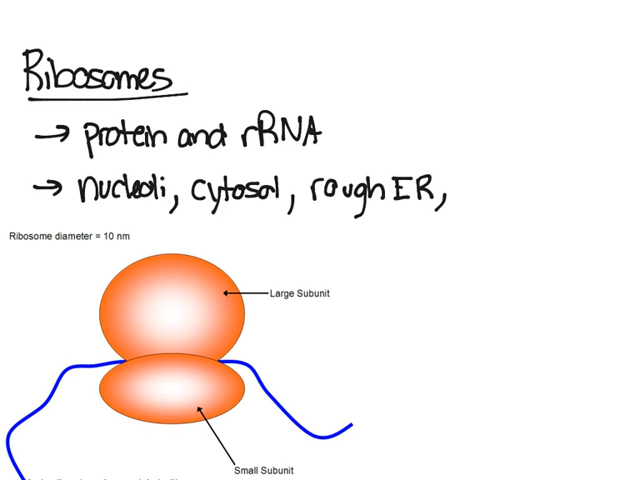 Ribosomes
→ protein and rRNA
→ nucleoli, cytosol, rough ER,
Ribosome diameter = 10 nm
Large Subunit
Small Subunit